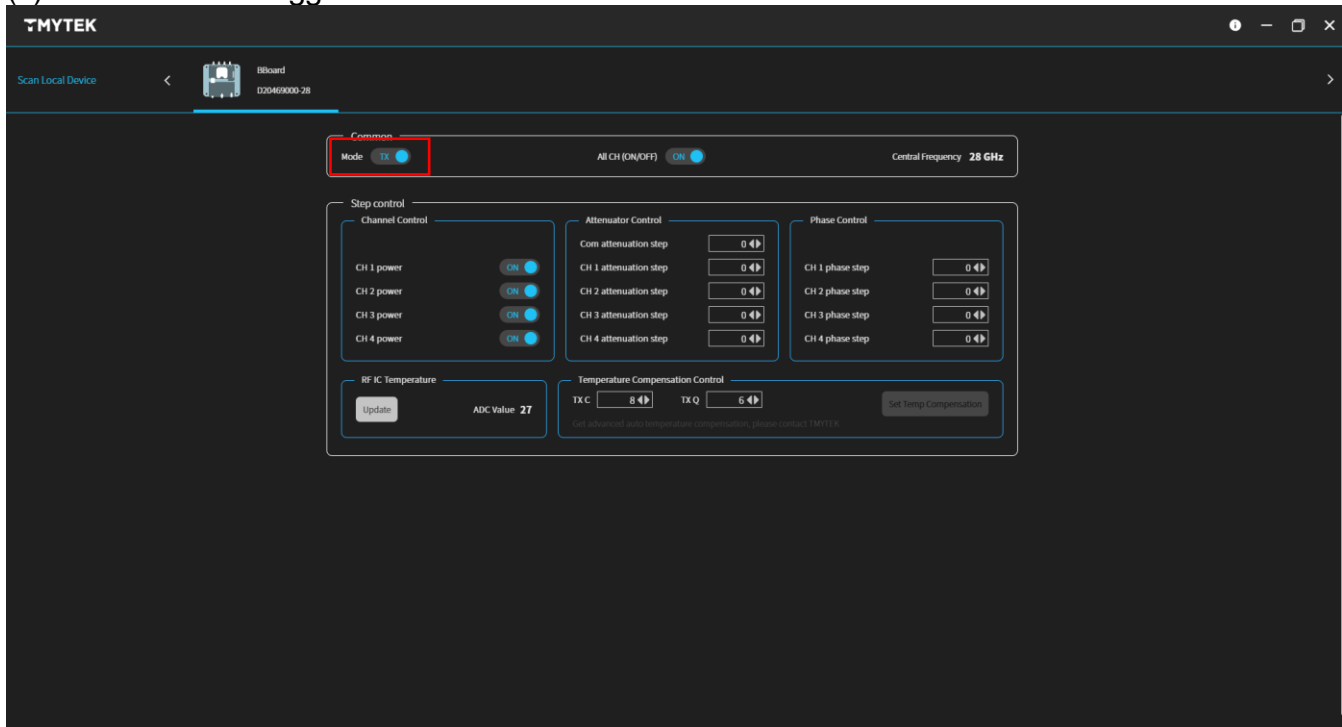 TMYTEK
Scan Local Device
BBoard
D20469000-28
Common
Mode TX
All CH (ON/OFF) ON
Central Frequency 28 GHz
Step control
Channel Control
CH 1 power ON
CH 2 power ON
CH 3 power ON
CH 4 power ON
Attenuator Control
Com attenuation step 0
CH 1 attenuation step 0
CH 2 attenuation step 0
CH 3 attenuation step 0
CH 4 attenuation step 0
Phase Control
CH 1 phase step 0
CH 2 phase step 0
CH 3 phase step 0
CH 4 phase step 0
RF IC Temperature
Update ADC Value 27
Temperature Compensation Control
TX C 8 TX Q 6 Set Temp Compensation
Get advanced auto temperature compensation, please contact TMYTEK